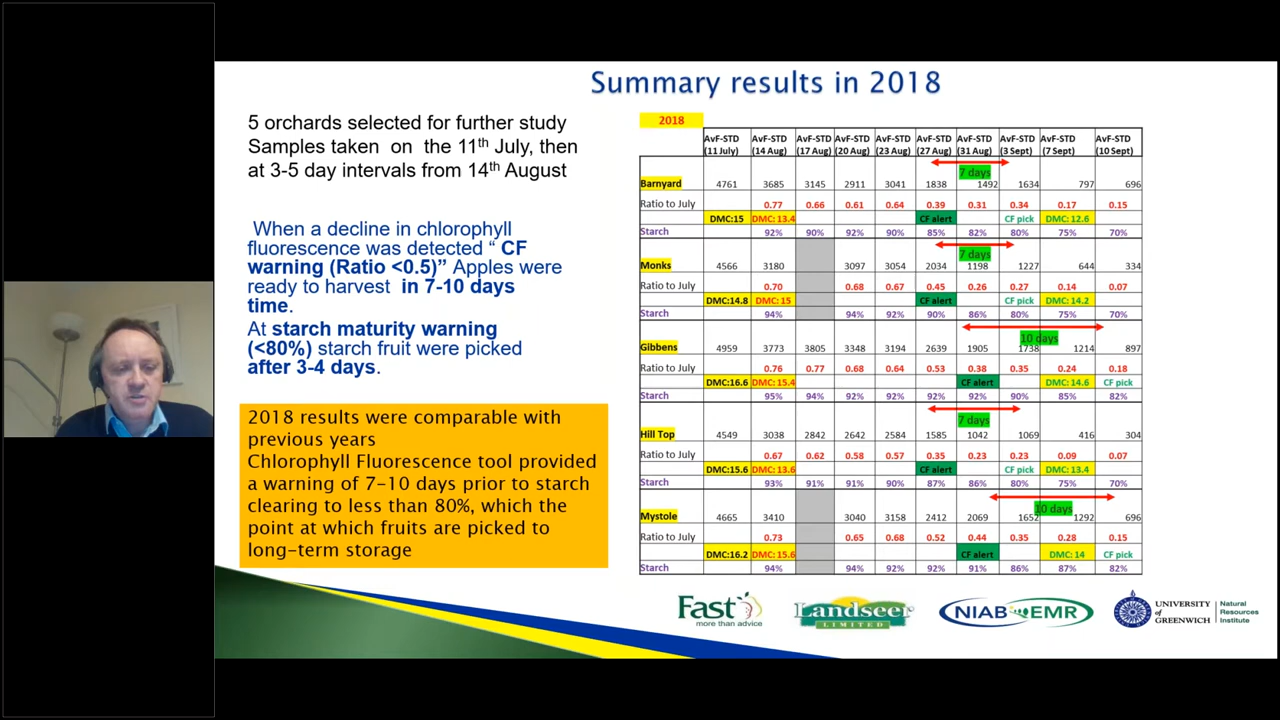 Summary results in 2018
5 orchards selected for further study
Samples taken on the 11th July, then
at 3-5 day intervals from 14th August
When a decline in chlorophyll
fluorescence was detected “ CF
warning (Ratio <0.5)” Apples were
ready to harvest in 7-10 days
time.
At starch maturity warning
(<80%) starch fruit were picked
after 3-4 days.
2018 results were comparable with
previous years
Chlorophyll Fluorescence tool provided
a warning of 7-10 days prior to starch
clearing to less than 80%, which the
point at which fruits are picked to
long-term storage
2018
AvF-STD AvF-STD AvF-STD AvF-STD AvF-STD AvF-STD AvF-STD AvF-STD AvF-STD AvF-STD
(11 July) (14 Aug) (17 Aug) (20 Aug) (23 Aug) (27 Aug) (31 Aug) (3 Sept) (7 Sept) (10 Sept)
7 days
Barnyard 4761 3685 3145 2911 3041 1838 1492 1634 797 696
Ratio to July 0.77 0.66 0.61 0.64 0.39 0.31 0.34 0.17 0.15
DMC:15 DMC: 13.4 CF alert CF pick DMC: 12.6
Starch 92% 90% 92% 90% 85% 82% 80% 75% 70%
7 days
Monks 4566 3180 3097 3054 2034 1198 1227 644 334
Ratio to July 0.70 0.68 0.67 0.45 0.26 0.27 0.14 0.07
DMC:14.8 DMC: 15 CF alert CF pick DMC: 14.2
Starch 94% 94% 92% 90% 86% 80% 75% 70%
10 days
Gibbens 4959 3773 3805 3348 3194 2639 1905 1738 1214 897
Ratio to July 0.76 0.77 0.68 0.64 0.53 0.38 0.35 0.24 0.18
DMC:16.6 DMC:15.4 CF alert DMC: 14.6 CF pick
Starch 95% 94% 92% 92% 92% 92% 90% 85% 82%
7 days
Hill Top 4549 3038 2842 2642 2584 1585 1042 1069 416 304
Ratio to July 0.67 0.62 0.58 0.57 0.35 0.23 0.23 0.09 0.07
DMC:15.6 DMC:13.6 CF alert CF pick DMC: 13.4
Starch 93% 91% 91% 90% 87% 86% 80% 75% 70%
10 days
Mystole 4665 3410 3040 3158 2412 2069 1652 1292 696
Ratio to July 0.73 0.65 0.68 0.52 0.44 0.35 0.28 0.15
DMC:16.2 DMC:15.6 CF alert DMC: 14 CF pick
Starch 94% 94% 92% 92% 91% 86% 87% 82%
Fast
more than advice
Landseer
LIMITED
NIAB EMR
UNIVERSITY
of GREENWICH
Natural
Resources
Institute